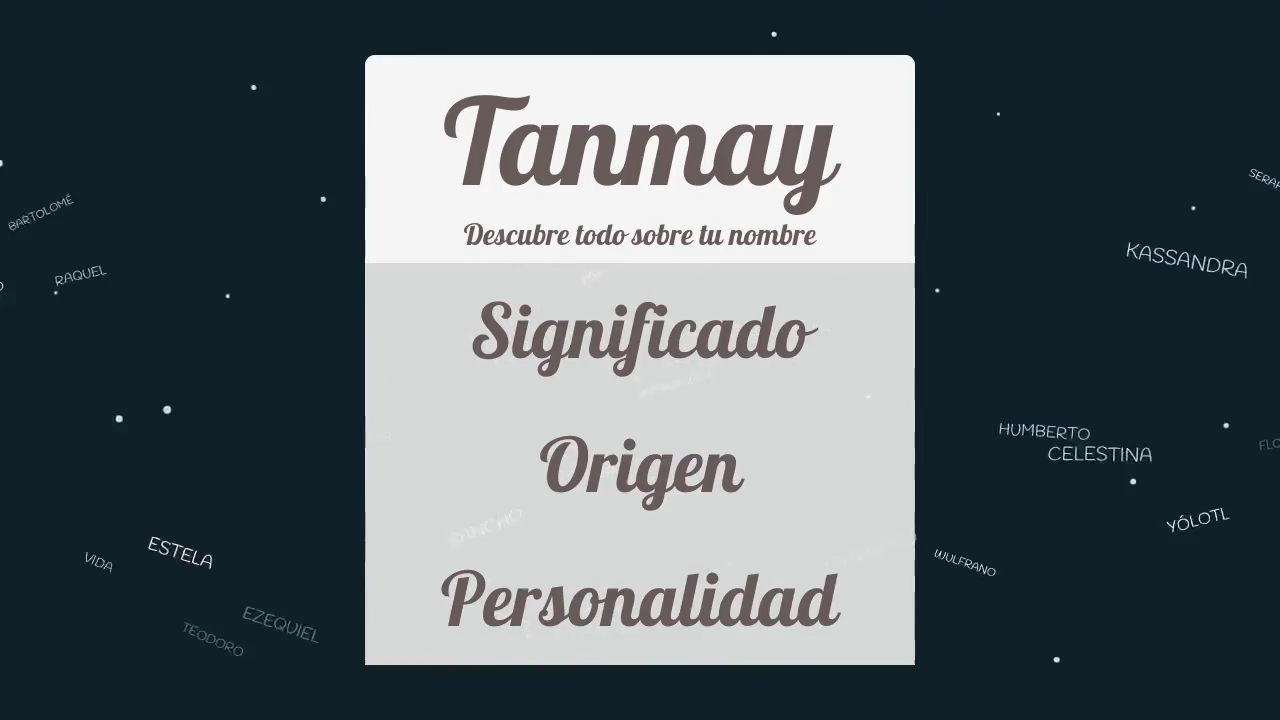 Tanmay
Descubre todo sobre tu nombre
Significado
Origen
Personalidad
BARTOLOMÉ
RAQUEL
KASSANDRA
HUMBERTO
CELESTINA
YÓLOTL
WULFRANO
ESTELA
VIDA
EZEQUIEL
TEODORO